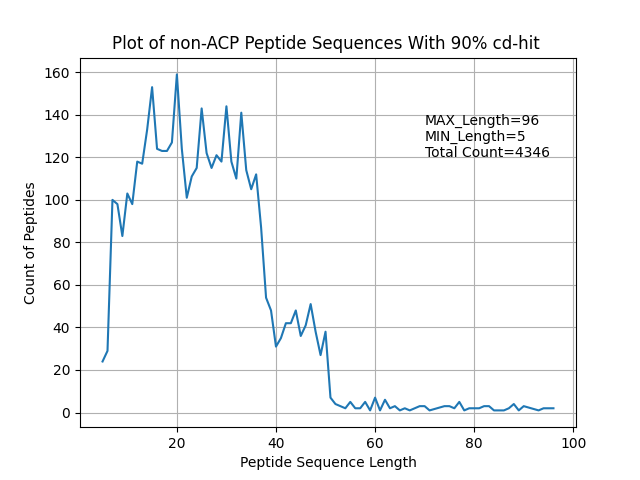 Plot of non-ACP Peptide Sequences With 90% cd-hit
160
140
120
100
80
60
40
20
0
Count of Peptides
MAX_Length=96
MIN_Length=5
Total Count=4346
20 40 60 80 100
Peptide Sequence Length